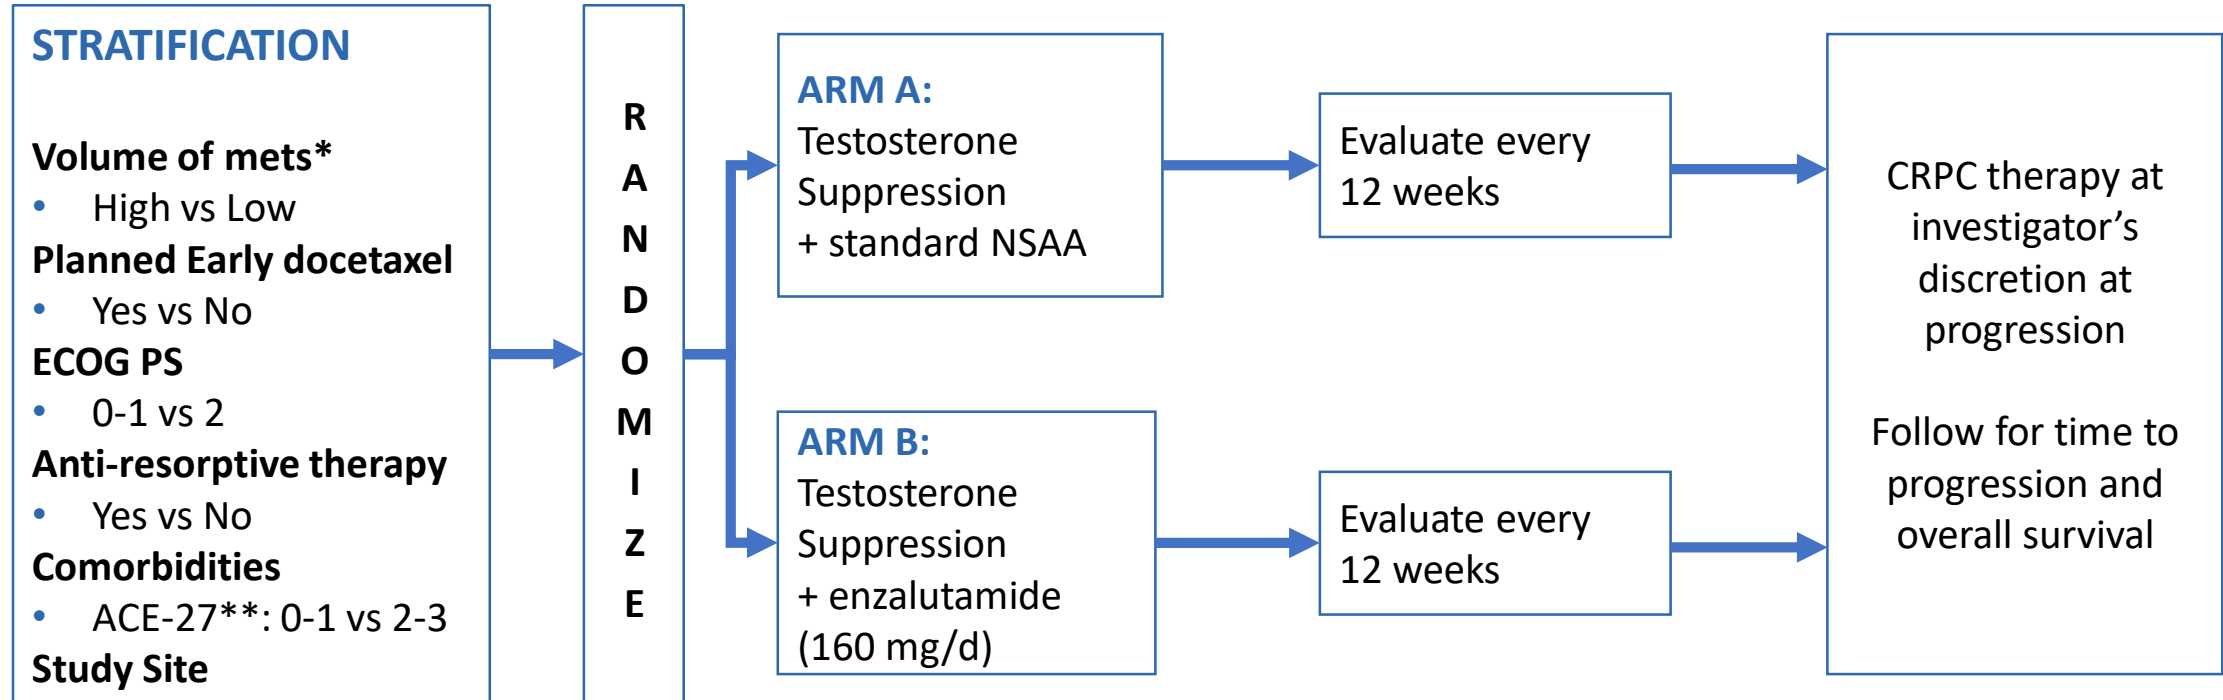 STRATIFICATION
Volume of mets*
• High vs Low
Planned Early docetaxel
• Yes vs No
ECOG PS
• 0-1 vs 2
Anti-resorptive therapy
• Yes vs No
Comorbidities
• ACE-27**: 0-1 vs 2-3
Study Site
R
A
N
D
O
M
I
Z
E
ARM A:
Testosterone
Suppression
+ standard NSAA
Evaluate every
12 weeks
ARM B:
Testosterone
Suppression
+ enzalutamide
(160 mg/d)
Evaluate every
12 weeks
CRPC therapy at
investigator’s
discretion at
progression
Follow for time to
progression and
overall survival